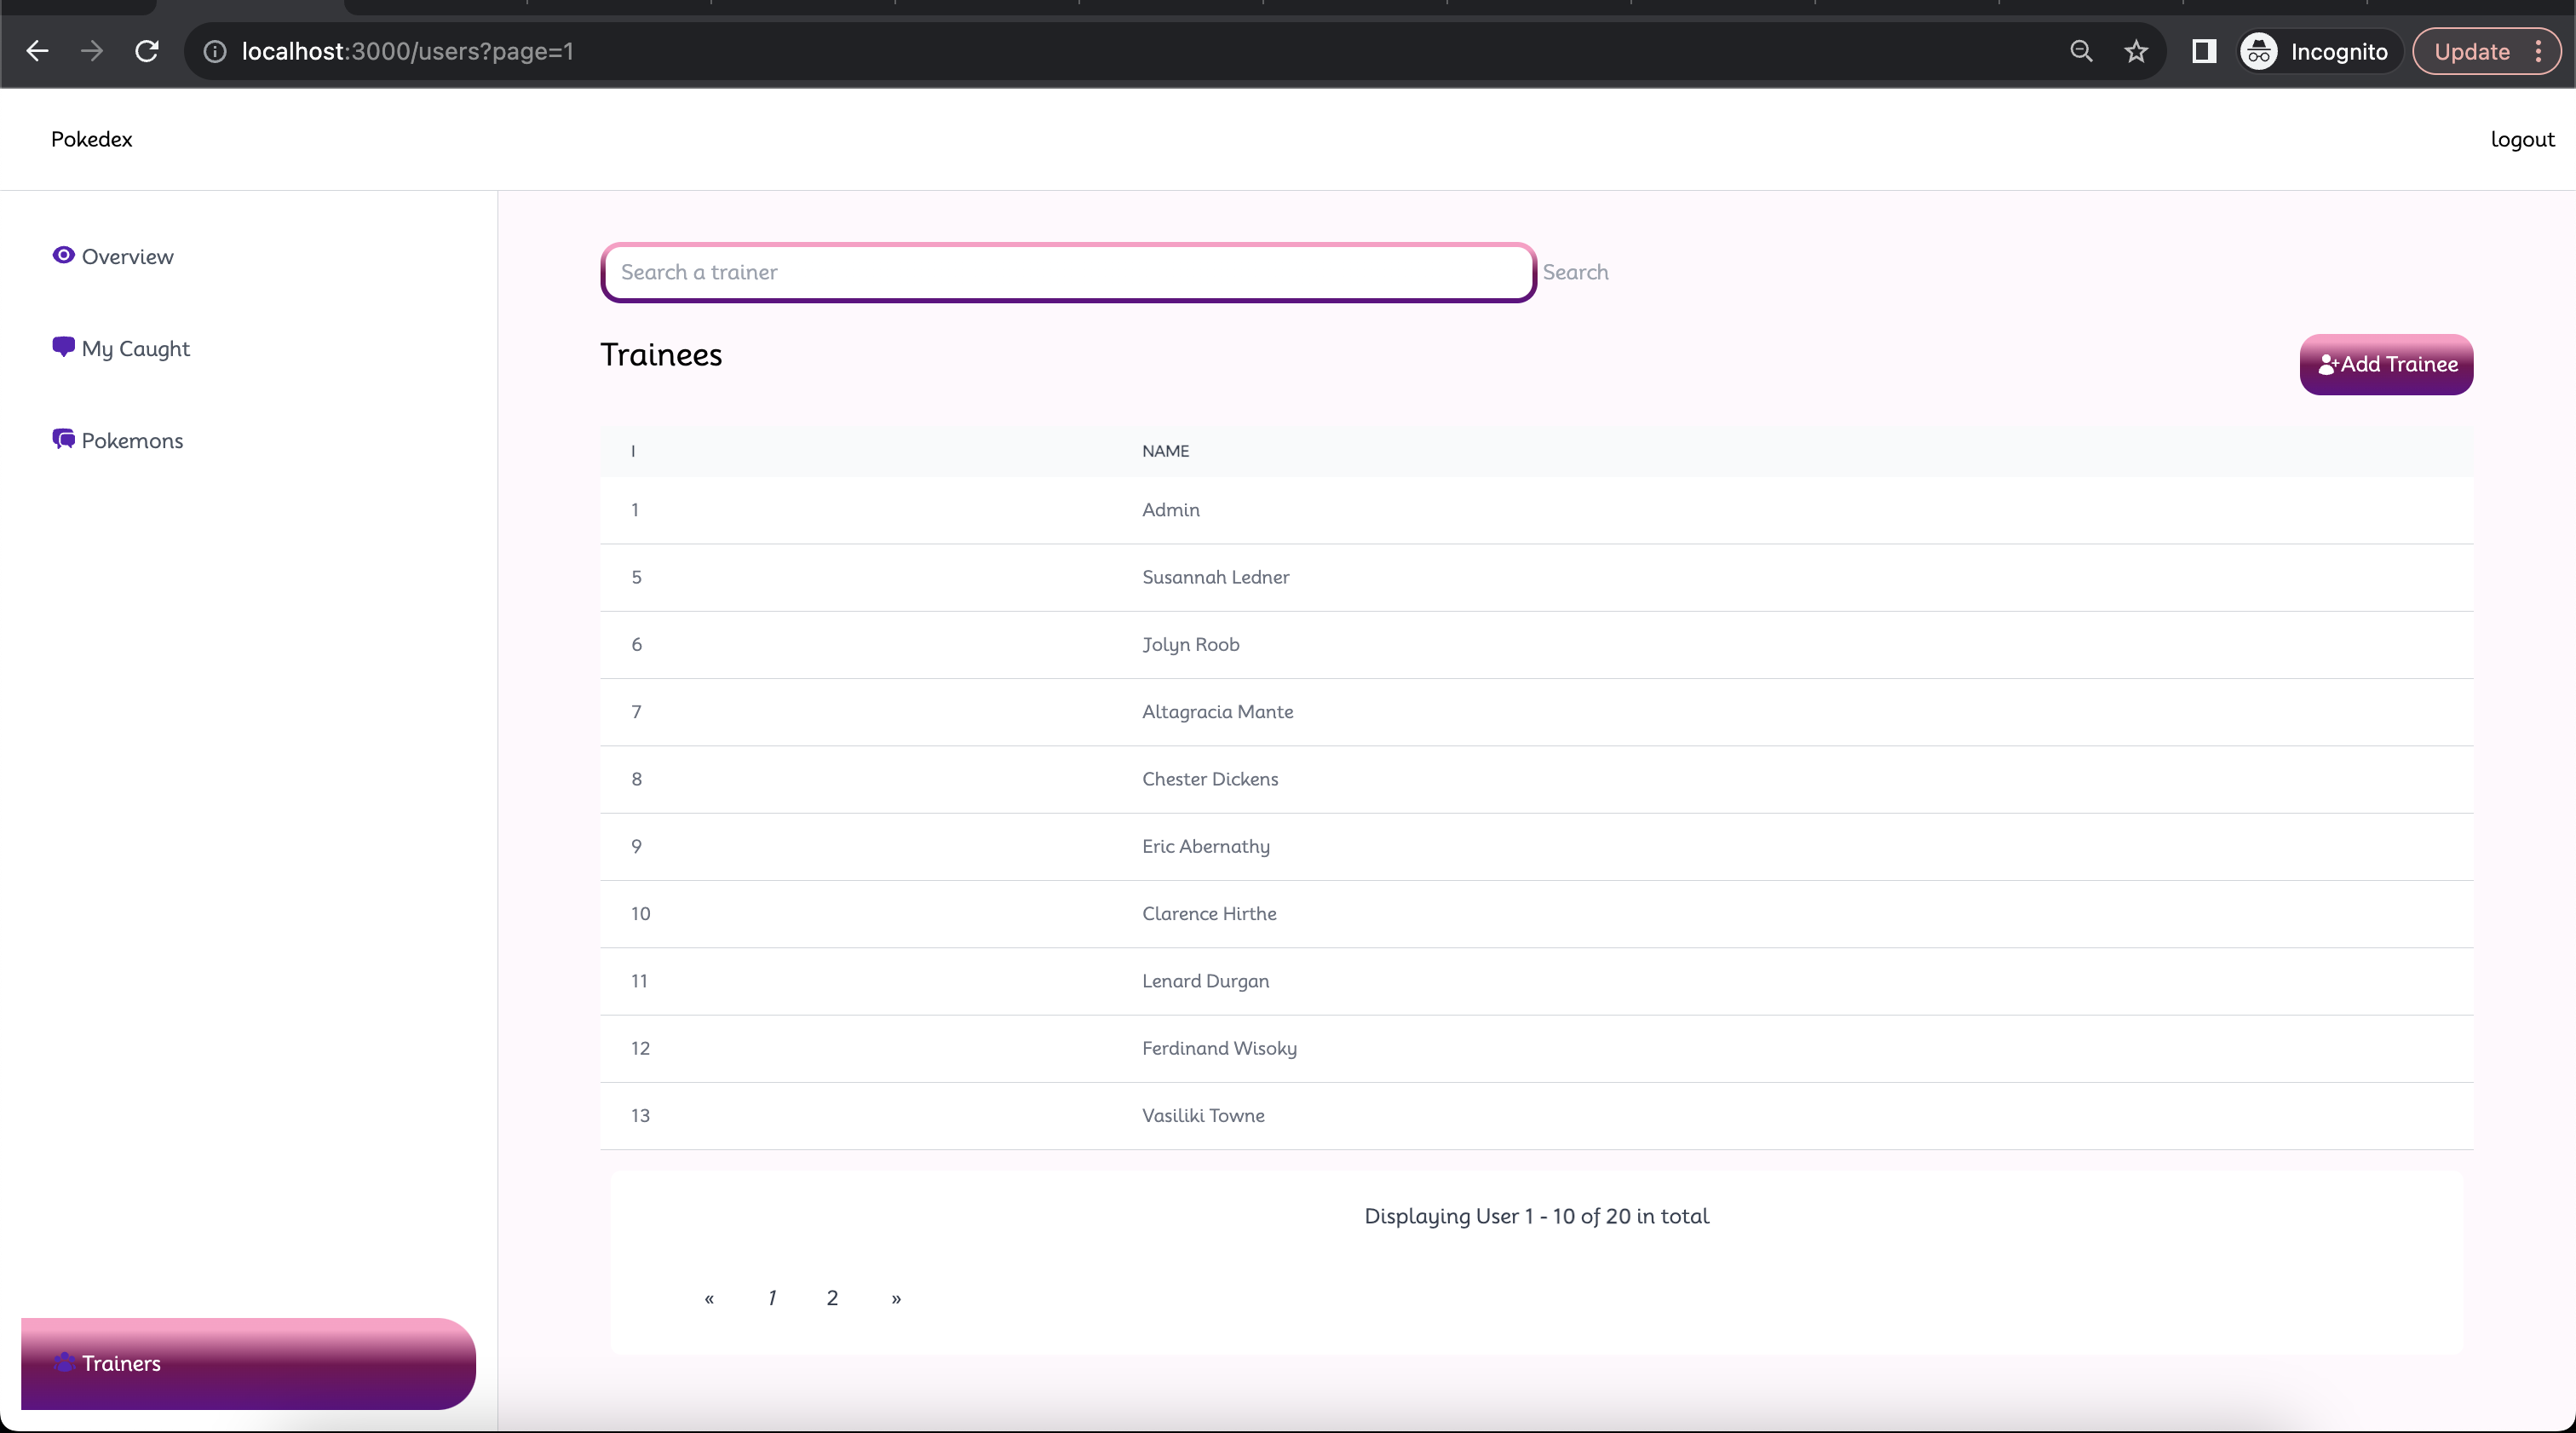 localhost:3000/users?page=1
Incognito
Update
Pokedex
logout
Overview
My Caught
Pokemons
Trainers
Search a trainer
Search
Trainees
+Add Trainee
I NAME
1 Admin
5 Susannah Ledner
6 Jolyn Roob
7 Altagracia Mante
8 Chester Dickens
9 Eric Abernathy
10 Clarence Hirthe
11 Lenard Durgan
12 Ferdinand Wisoky
13 Vasiliki Towne
Displaying User 1 - 10 of 20 in total
« 1 2 »